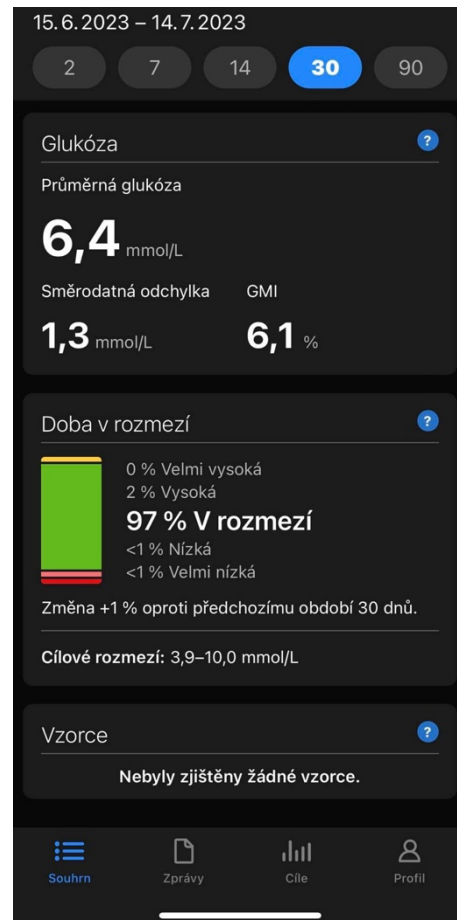 15. 6. 2023 – 14. 7. 2023
2 7 14 30 90
Glukóza ?
Průměrná glukóza
6,4 mmol/L
Směrodatná odchylka GMI
1,3 mmol/L 6,1 %
Doba v rozmezí ?
0 % Velmi vysoká
2 % Vysoká
97 % V rozmezí
<1 % Nízká
<1 % Velmi nízká
Změna +1 % oproti předchozímu období 30 dnů.
Cílové rozmezí: 3,9–10,0 mmol/L
Vzorce ?
Nebyly zjištěny žádné vzorce.
Souhrn Zprávy Cíle Profil